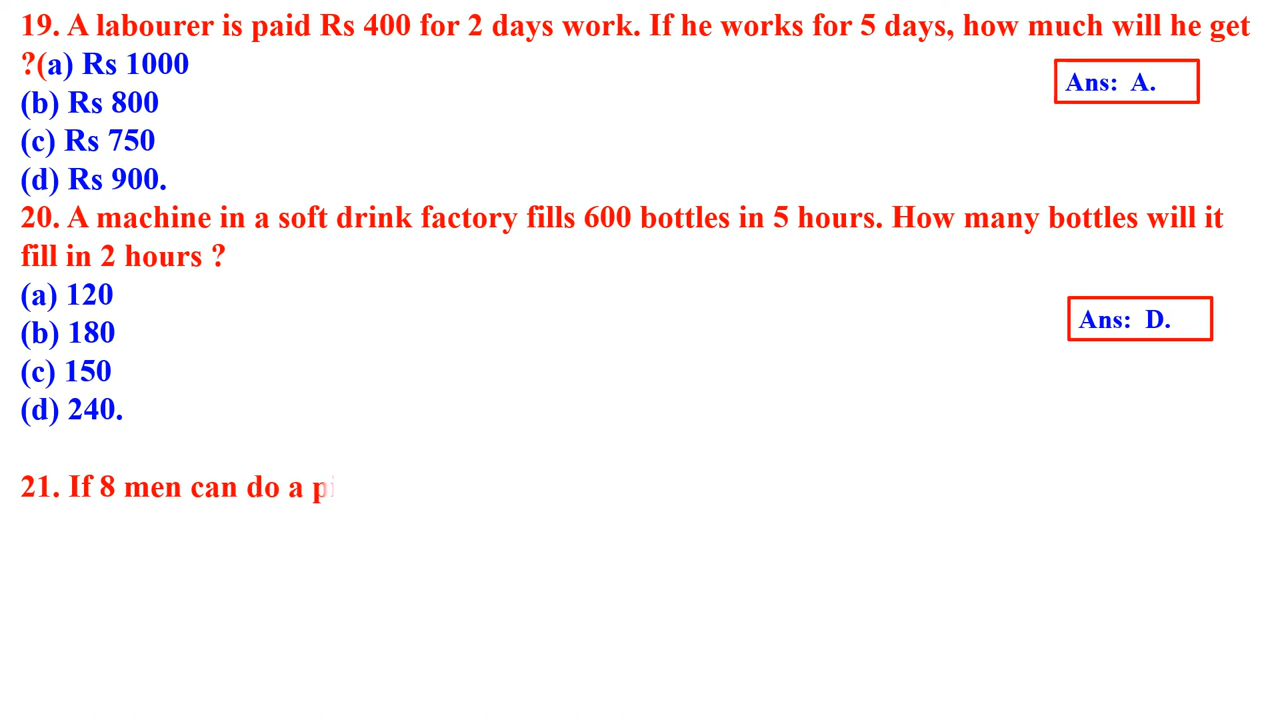 19. A labourer is paid Rs 400 for 2 days work. If he works for 5 days, how much will he get
?(a) Rs 1000
Ans: A.
(b) Rs 800
(c) Rs 750
(d) Rs 900.
20. A machine in a soft drink factory fills 600 bottles in 5 hours. How many bottles will it
fill in 2 hours ?
(a) 120
Ans: D.
(b) 180
(c) 150
(d) 240.
21. If 8 men can do a